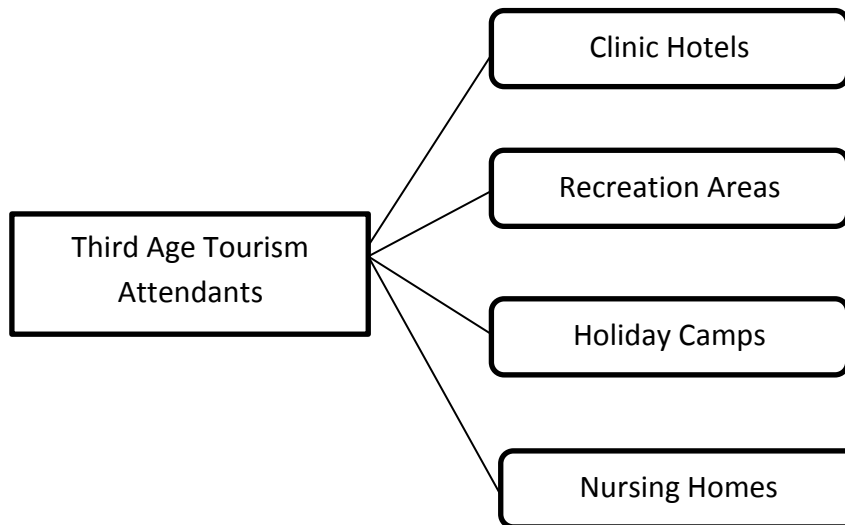 Clinic Hotels
Recreation Areas
Third Age Tourism
Attendants
Holiday Camps
Nursing Homes